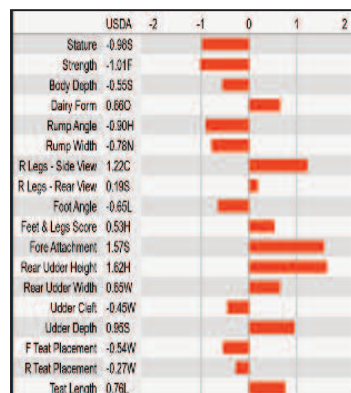 USDA -2 -1 0 1 2
Stature -0.98S
Strength -1.01F
Body Depth -0.55S
Dairy Form 0.66O
Rump Angle -0.90H
Rump Width -0.78N
R Legs - Side View 1.22C
R Legs - Rear View 0.19S
Foot Angle -0.65L
Feet & Legs Score 0.53H
Fore Attachment 1.57S
Rear Udder Height 1.62H
Rear Udder Width 0.65W
Udder Cleft -0.45W
Udder Depth 0.95S
F Teat Placement -0.54W
R Teat Placement -0.27W
Teat Length 0.76L